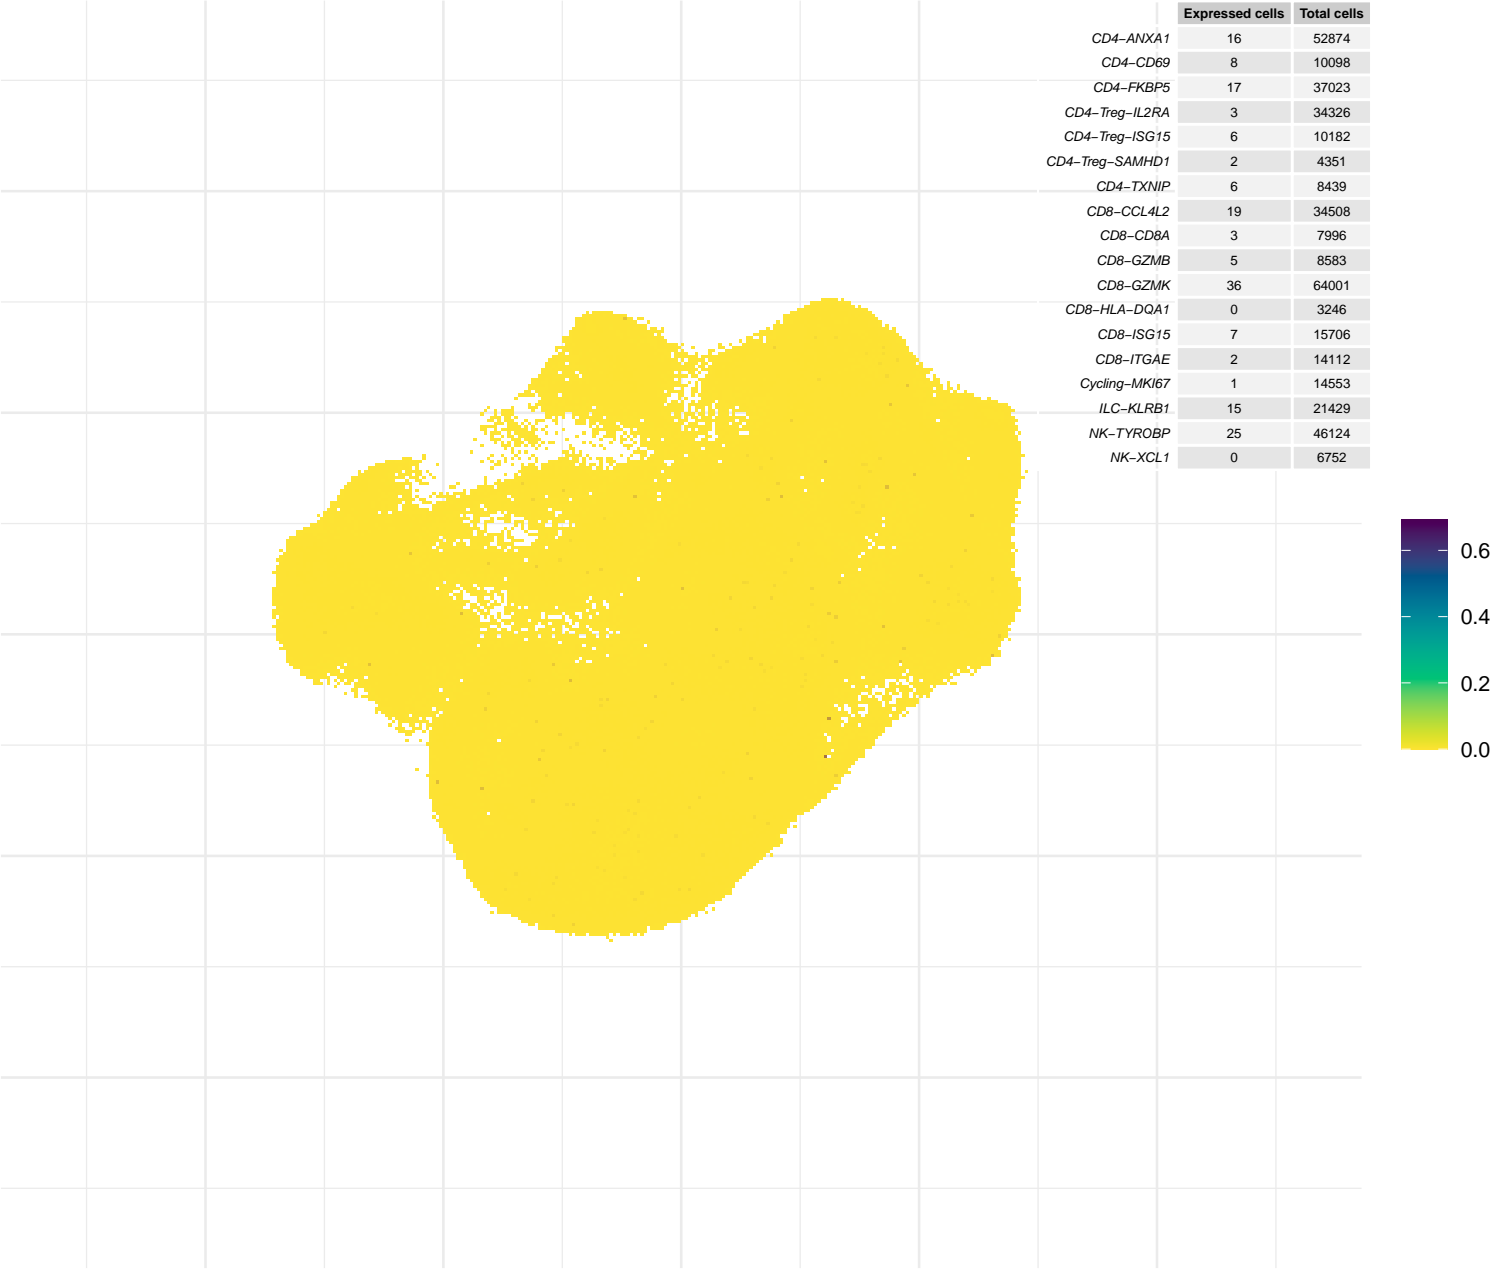 Expressed cells Total cells
CD4−ANXA1 16 52874
CD4−CD69 8 10098
CD4−FKBP5 17 37023
CD4−Treg−IL2RA 3 34326
CD4−Treg−ISG15 6 10182
CD4−Treg−SAMHD1 2 4351
CD4−TXNIP 6 8439
CD8−CCL4L2 19 34508
CD8−CD8A 3 7996
CD8−GZMB 5 8583
CD8−GZMK 36 64001
CD8−HLA−DQA1 0 3246
CD8−ISG15 7 15706
CD8−ITGAE 2 14112
Cycling−MKI67 1 14553
ILC−KLRB1 15 21429
NK−TYROBP 25 46124
NK−XCL1 0 6752
0.6
0.4
0.2
0.0